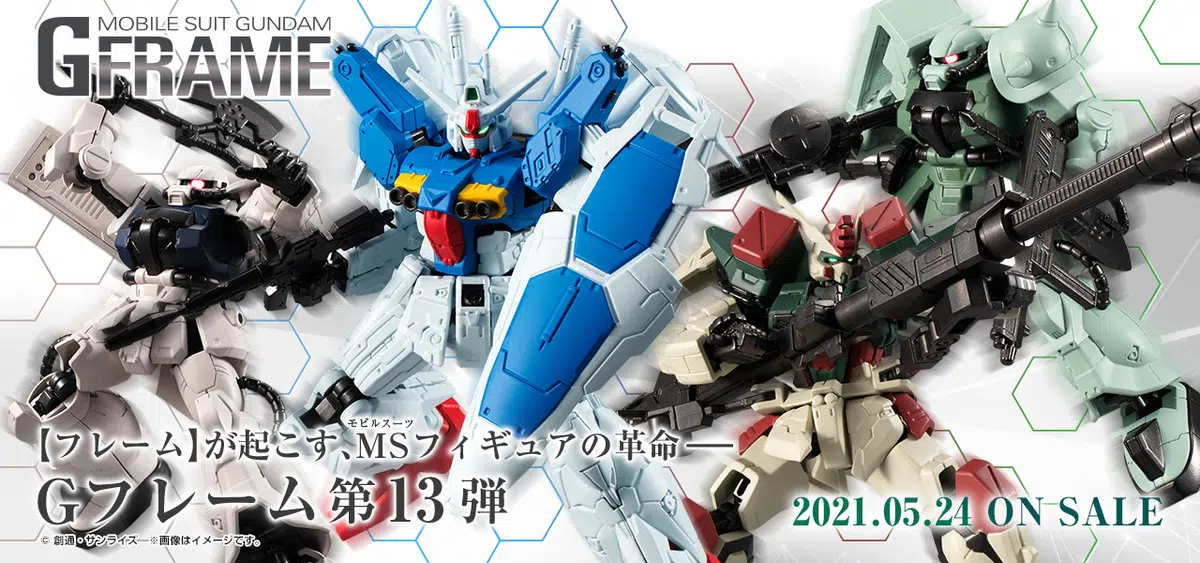 MOBILE SUIT GUNDAM
GFRAME
【フレーム】が起こす、MSフィギュアの革命――
モビルスーツ
Gフレーム 第13弾
© 創通・サンライズ ※画像はイメージです。
2021.05.24 ON SALE